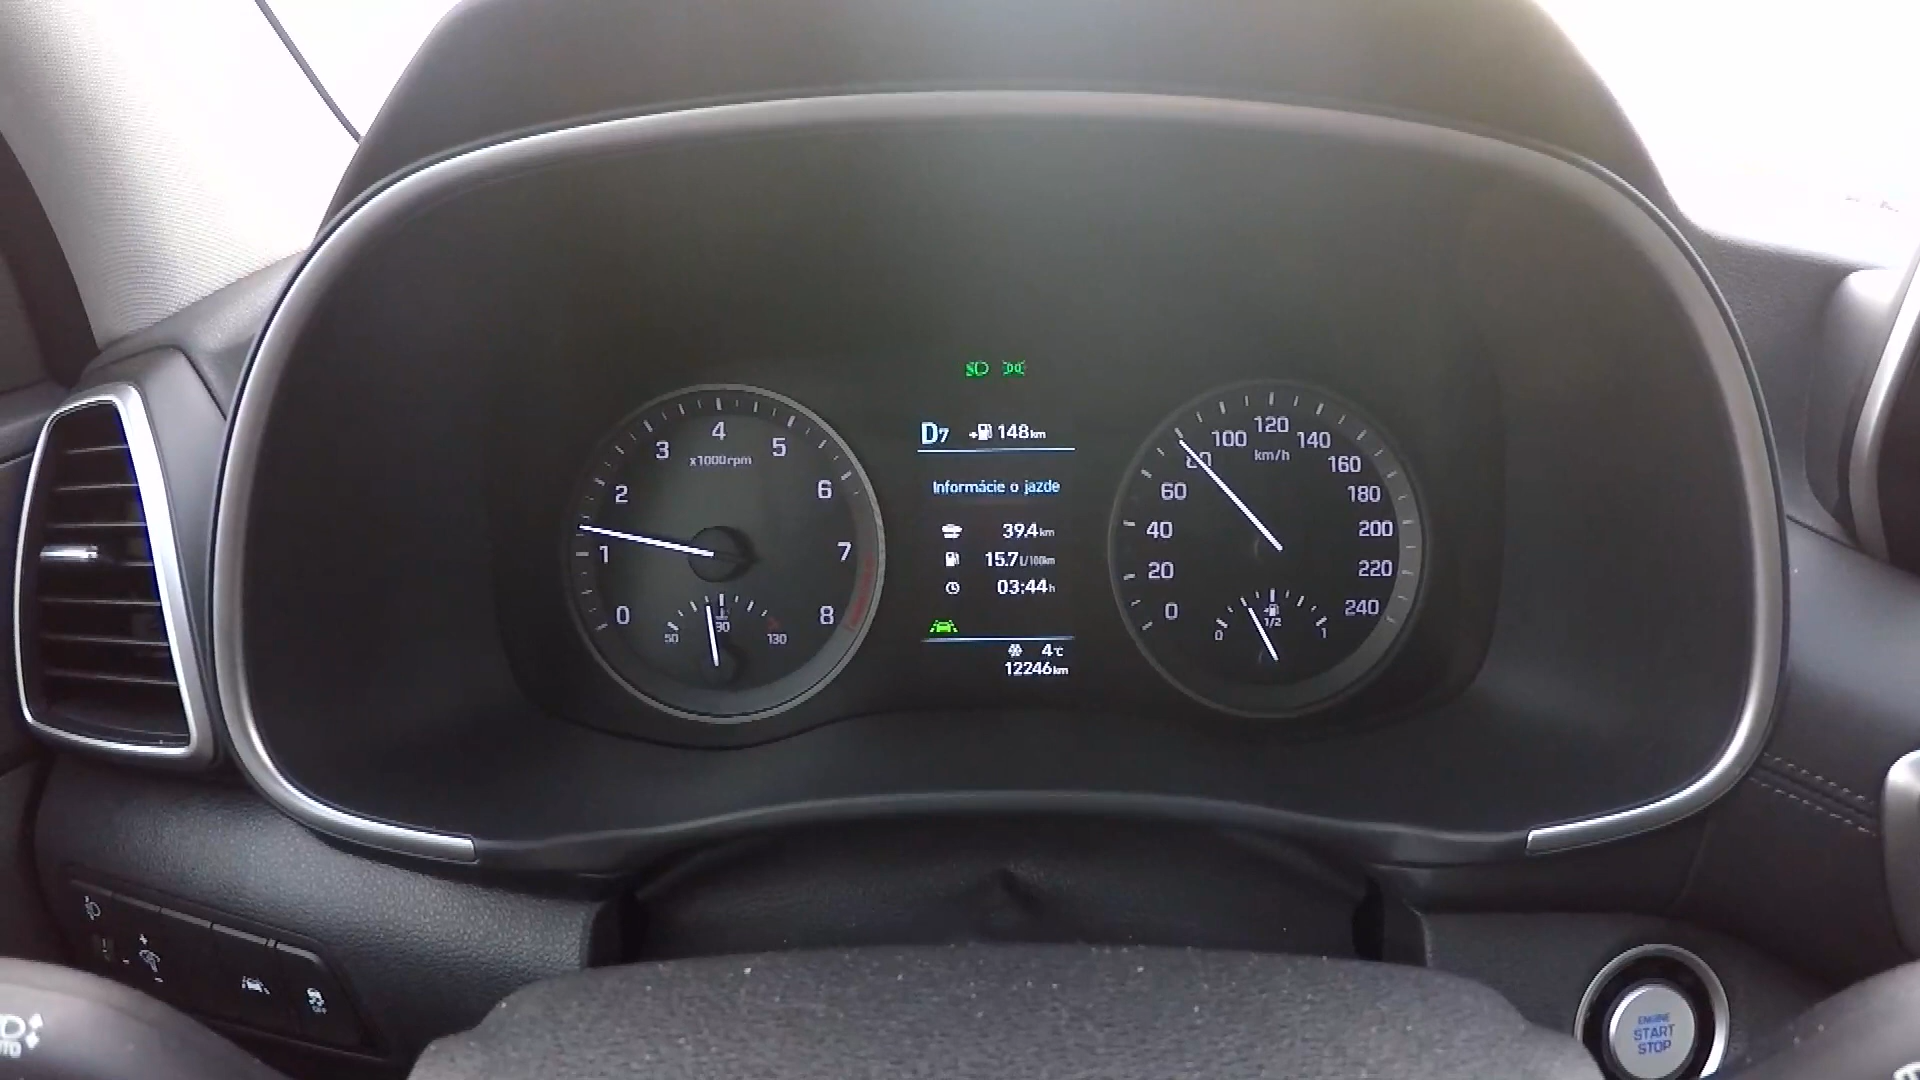 D7 148km
Informácie o jazde
39.4km
15.7l/100km
03:44h
4°C
12246km
0 1 2 3 4 5 6 7 8
x1000rpm
50 90 130
0 20 40 60 80 100 120 140 160 180 200 220 240
km/h
0 1/2 1
OFF
ENGINE
START
STOP